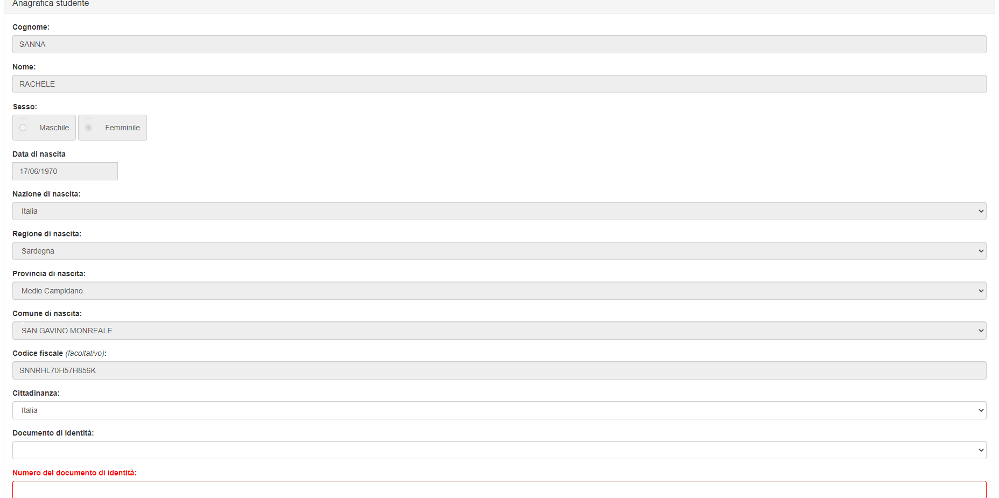 Anagrafica studente
Cognome:
SANNA
Nome:
RACHELE
Sesso:
Maschile Femminile
Data di nascita
17/06/1970
Nazione di nascita:
Italia
Regione di nascita:
Sardegna
Provincia di nascita:
Medio Campidano
Comune di nascita:
SAN GAVINO MONREALE
Codice fiscale (facoltativo):
SNNRHL70H57H856K
Cittadinanza:
Italia
Documento di identità:
Numero del documento di identità: